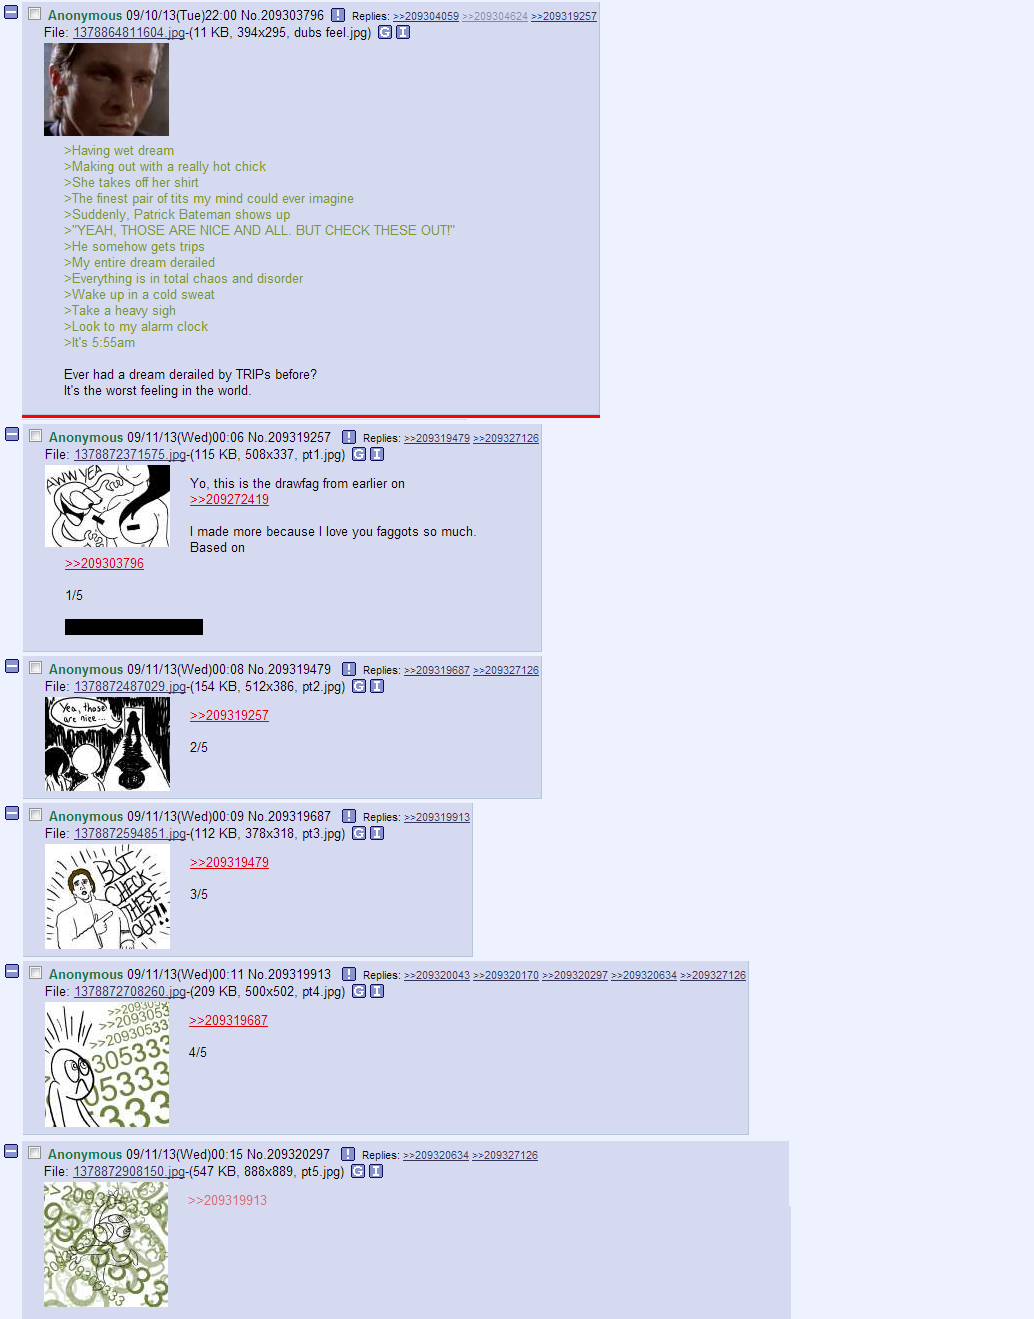 Anonymous 09/10/13(Tue)22:00 No.209303796 ! Replies: >>209304059 >>209304624 >>209319257
File: 1378864811604.jpg-(11 KB, 394x295, dubs feel.jpg) G I
>Having wet dream
>Making out with a really hot chick
>She takes off her shirt
>The finest pair of tits my mind could ever imagine
>Suddenly, Patrick Bateman shows up
>"YEAH, THOSE ARE NICE AND ALL. BUT CHECK THESE OUT!"
>He somehow gets trips
>My entire dream derailed
>Everything is in total chaos and disorder
>Wake up in a cold sweat
>Take a heavy sigh
>Look to my alarm clock
>It's 5:55am
Ever had a dream derailed by TRIPs before?
It's the worst feeling in the world.
Anonymous 09/11/13(Wed)00:06 No.209319257 ! Replies: >>209319479 >>209327126
File: 1378872371575.jpg-(115 KB, 508x337, pt1.jpg) G I
AWW YEA
Yo, this is the drawfag from earlier on
>>209272419
I made more because I love you faggots so much.
Based on
>>209303796
1/5
Anonymous 09/11/13(Wed)00:08 No.209319479 ! Replies: >>209319687 >>209327126
File: 1378872487029.jpg-(154 KB, 512x386, pt2.jpg) G I
Yea, those
are nice...
>>209319257
2/5
Anonymous 09/11/13(Wed)00:09 No.209319687 ! Replies: >>209319913
File: 1378872594851.jpg-(112 KB, 378x318, pt3.jpg) G I
BUT
CHECK
THESE
OUT!!
>>209319479
3/5
Anonymous 09/11/13(Wed)00:11 No.209319913 ! Replies: >>209320043 >>209320170 >>209320297 >>209320634 >>209327126
File: 1378872708260.jpg-(209 KB, 500x502, pt4.jpg) G I
>>2093053
>>20930533
305333
05333
333
>>209319687
4/5
Anonymous 09/11/13(Wed)00:15 No.209320297 ! Replies: >>209320634 >>209327126
File: 1378872908150.jpg-(547 KB, 888x889, pt5.jpg) G I
>>209319913